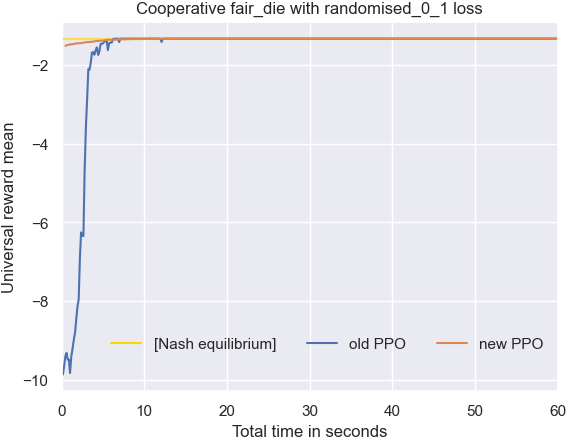 Cooperative fair_die with randomised_0_1 loss
Universal reward mean
−2
−4
−6
−8
−10
[Nash equilibrium] old PPO new PPO
0 10 20 30 40 50 60
Total time in seconds